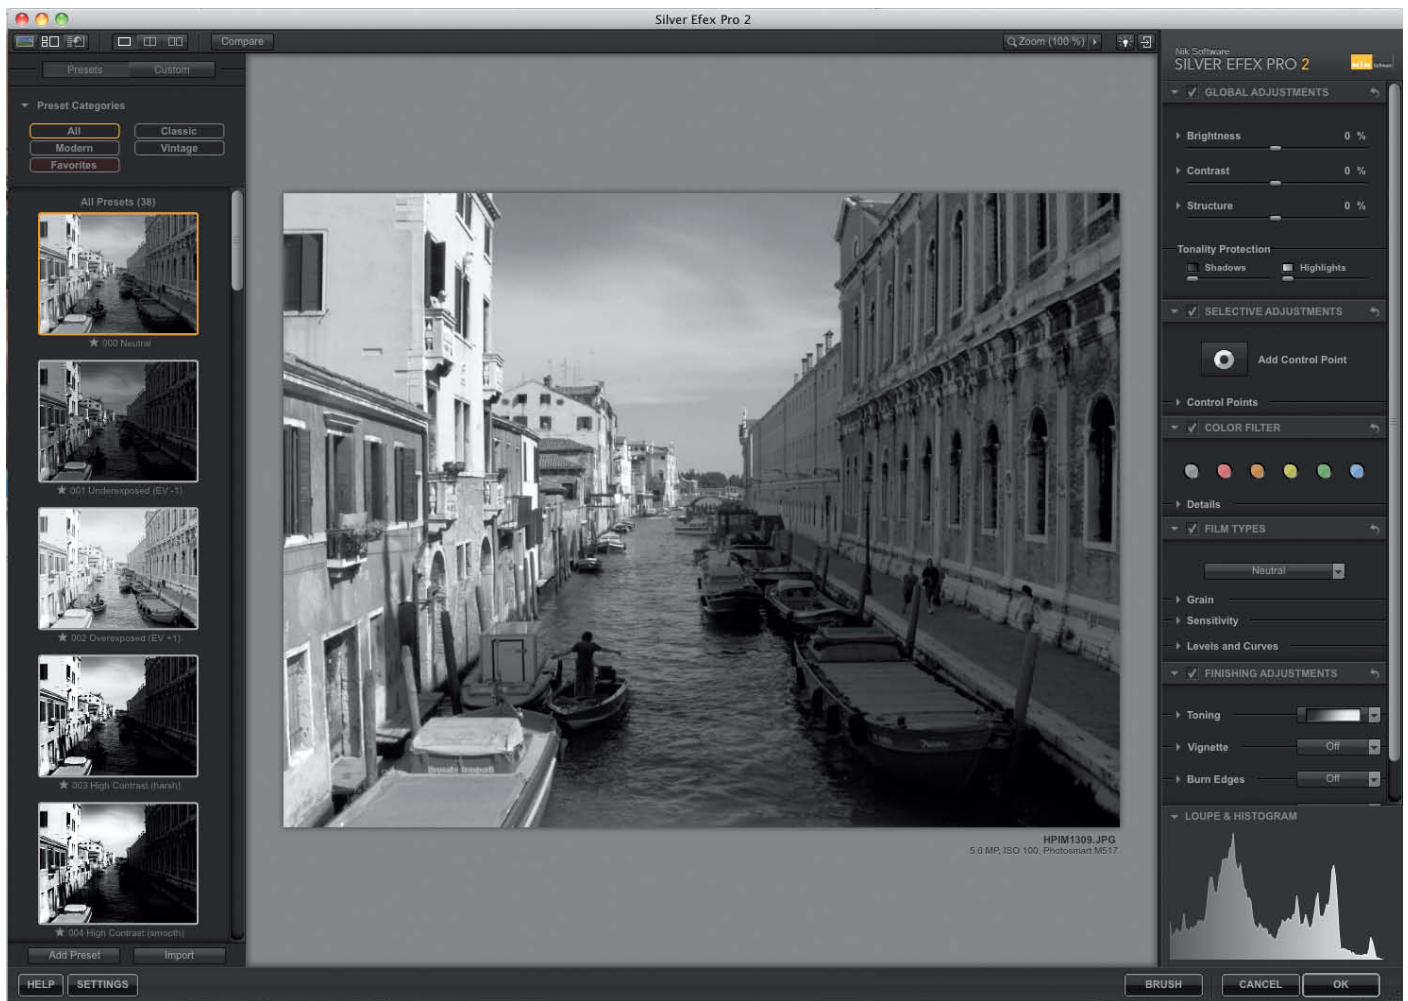 Silver Efex Pro 2
Compare
Zoom (100 %)
Presets
Custom
Preset Categories
All
Classic
Modern
Vintage
Favorites
All Presets (38)
000 Neutral
001 Underexposed (EV -1)
002 Overexposed (EV +1)
003 High Contrast (harsh)
004 High Contrast (smooth)
Add Preset
Import
HELP
SETTINGS
HPIM1309.JPG
5.0 MP, ISO 100, Photosmart M517
Nik Software
SILVER EFEX PRO 2
nik Software
GLOBAL ADJUSTMENTS
Brightness 0 %
Contrast 0 %
Structure 0 %
Tonality Protection
Shadows
Highlights
SELECTIVE ADJUSTMENTS
Add Control Point
Control Points
COLOR FILTER
Details
FILM TYPES
Neutral
Grain
Sensitivity
Levels and Curves
FINISHING ADJUSTMENTS
Toning
Vignette Off
Burn Edges Off
LOUPE & HISTOGRAM
BRUSH
CANCEL
OK